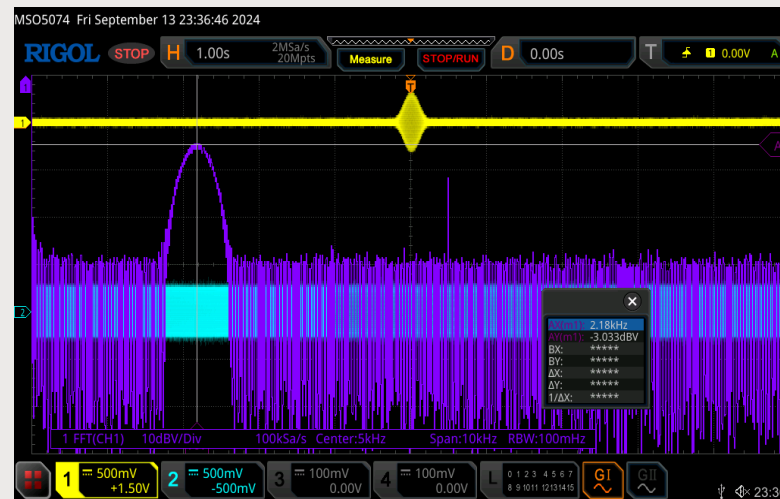 MSO5074 Fri September 13 23:36:46 2024
RIGOL STOP H 1.00s 2MSa/s 20Mpts Measure STOP/RUN D 0.00s T 1 0.00V A
1
T
1
A
2
AX(m1): 2.18kHz
AY(m1): -3.033dBV
BX: *****
BY: *****
ΔX: *****
ΔY: *****
1/ΔX: *****
1 FFT(CH1) 10dBV/Div 100kSa/s Center:5kHz Span:10kHz RBW:100mHz
1 500mV +1.50V
2 500mV -500mV
3 100mV 0.00V
4 100mV 0.00V
L 0 1 2 3 4 5 6 7
8 9 10 11 12 13 14 15
GI GII